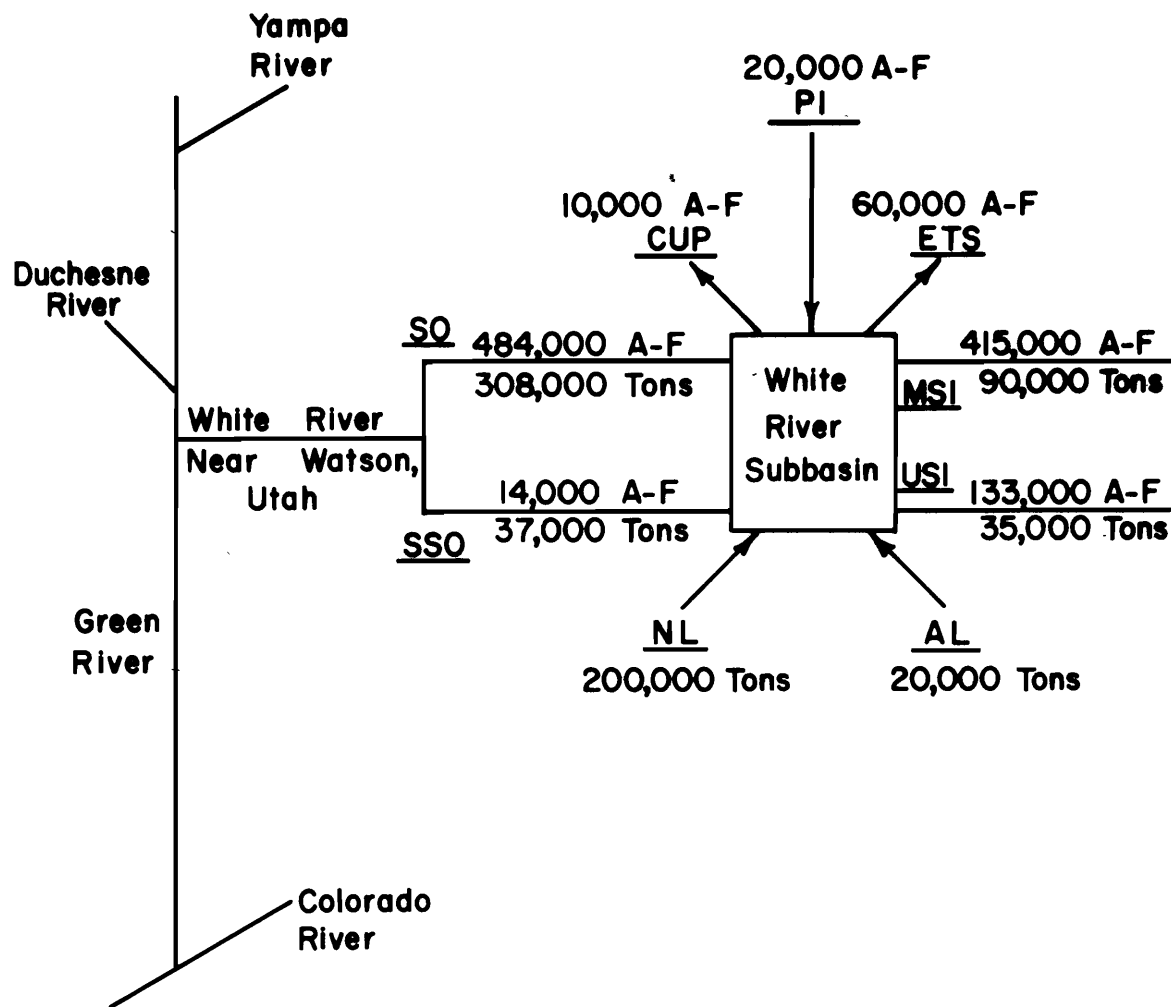 Yampa
River
20,000 A-F
PI
10,000 A-F
CUP
60,000 A-F
ETS
Duchesne
River
SO
484,000 A-F
308,000 Tons
White
River
Subbasin
415,000 A-F
90,000 Tons
MSI
White River
Near Watson,
Utah
USI
14,000 A-F
37,000 Tons
133,000 A-F
35,000 Tons
SSO
Green
River
NL
200,000 Tons
AL
20,000 Tons
Colorado
River